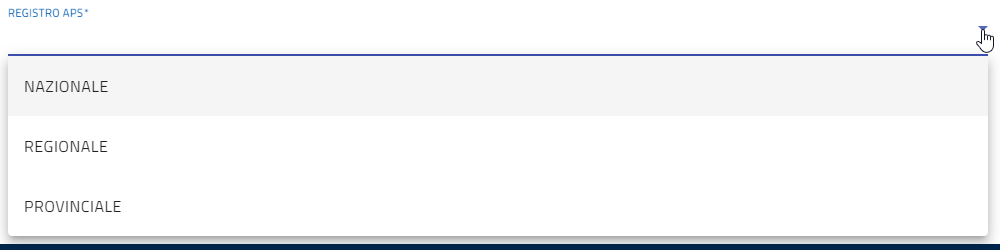 REGISTRO APS*
NAZIONALE
REGIONALE
PROVINCIALE